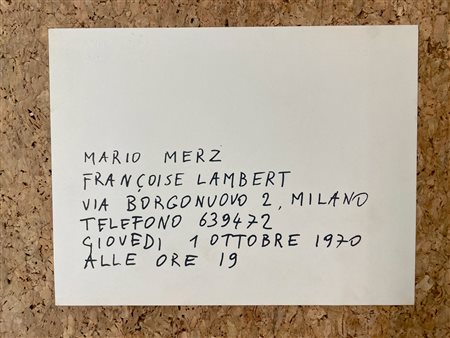 MARIO MERZ
FRANÇOISE LAMBERT
VIA BORGONUOVO 2, MILANO
TELEFONO 639472
GIOVEDI 1 OTTOBRE 1970
ALLE ORE 19